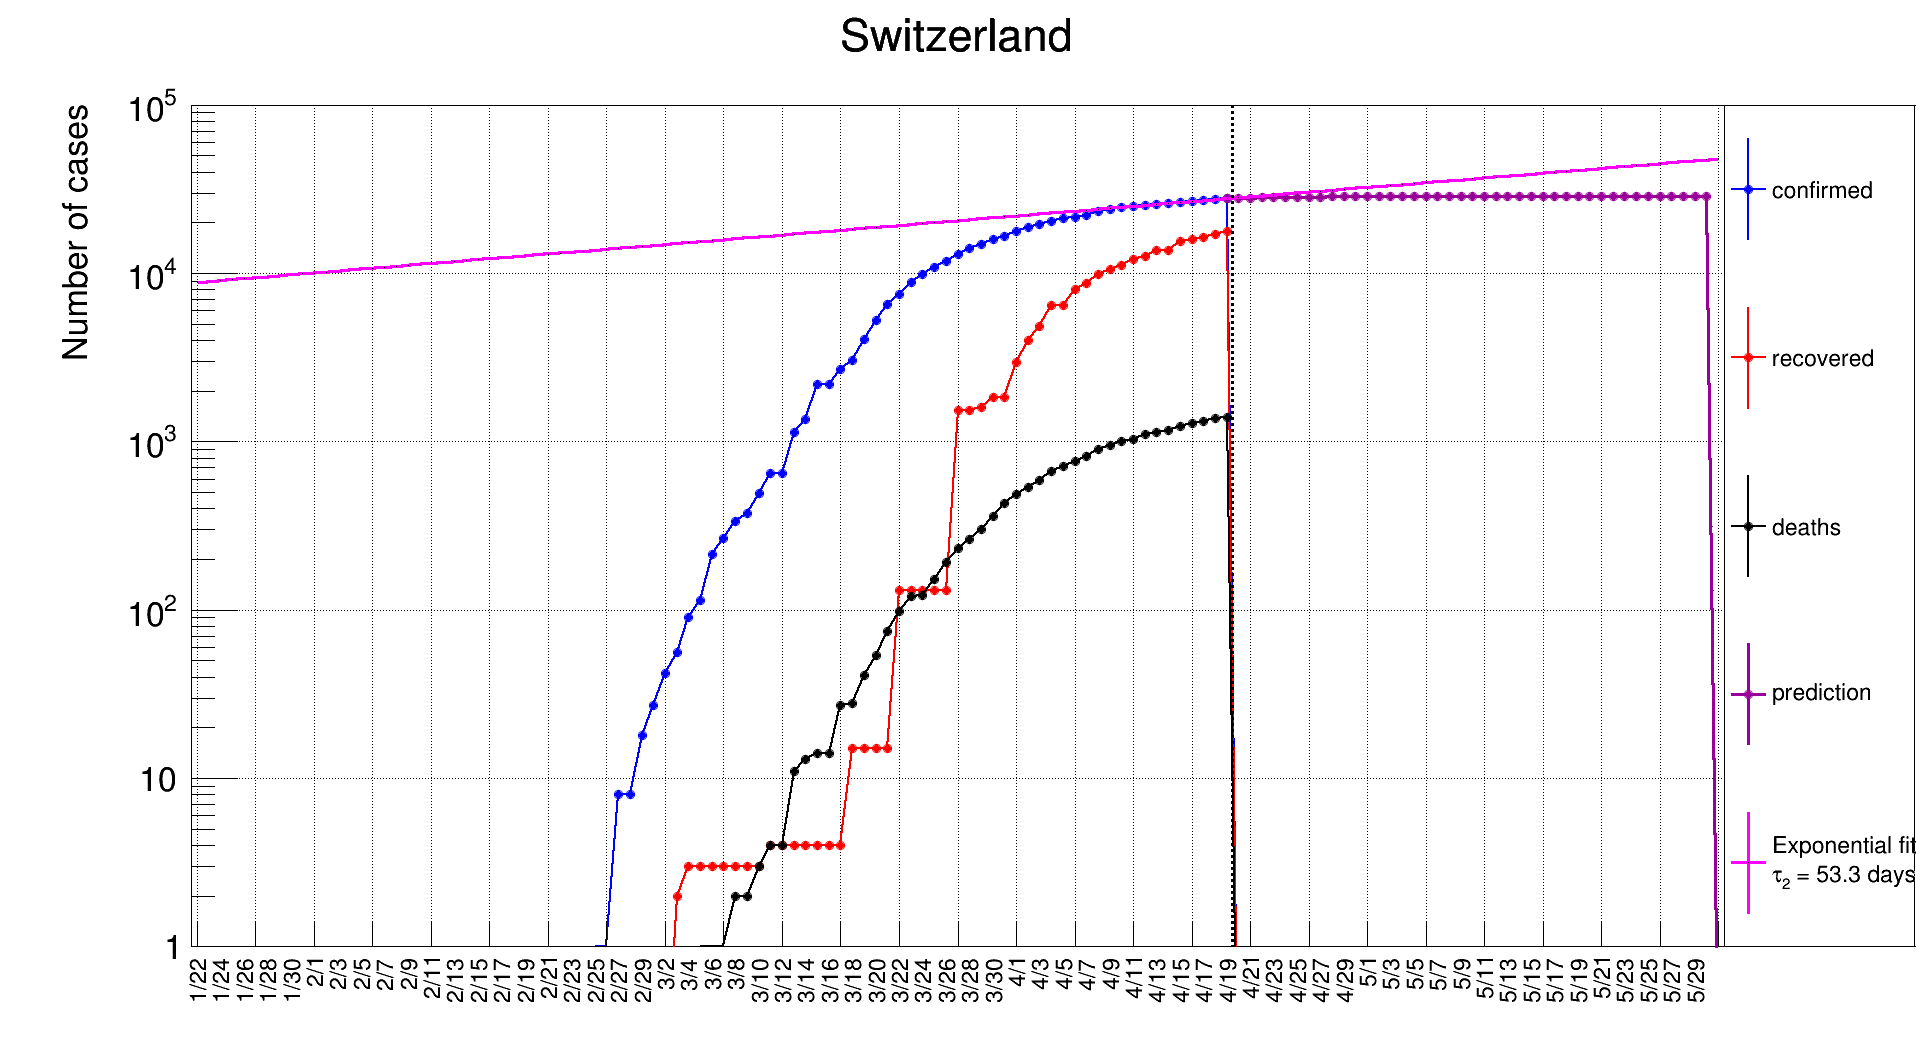 Switzerland
Number of cases
10^5
10^4
10^3
10^2
10
1
1/22 1/24 1/26 1/28 1/30 2/1 2/3 2/5 2/7 2/9 2/11 2/13 2/15 2/17 2/19 2/21 2/23 2/25 2/27 2/29 3/2 3/4 3/6 3/8 3/10 3/12 3/14 3/16 3/18 3/20 3/22 3/24 3/26 3/28 3/30 4/1 4/3 4/5 4/7 4/9 4/11 4/13 4/15 4/17 4/19 4/21 4/23 4/25 4/27 4/29 5/1 5/3 5/5 5/7 5/9 5/11 5/13 5/15 5/17 5/19 5/21 5/23 5/25 5/27 5/29
confirmed
recovered
deaths
prediction
Exponential fit
τ₂ = 53.3 days